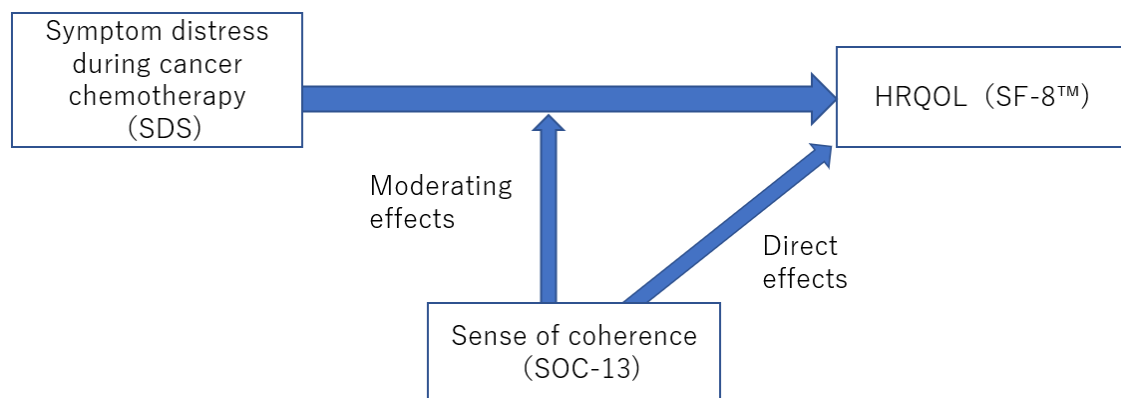 Symptom distress
during cancer
chemotherapy
（SDS）
HRQOL（SF-8™）
Moderating
effects
Direct
effects
Sense of coherence
（SOC-13）